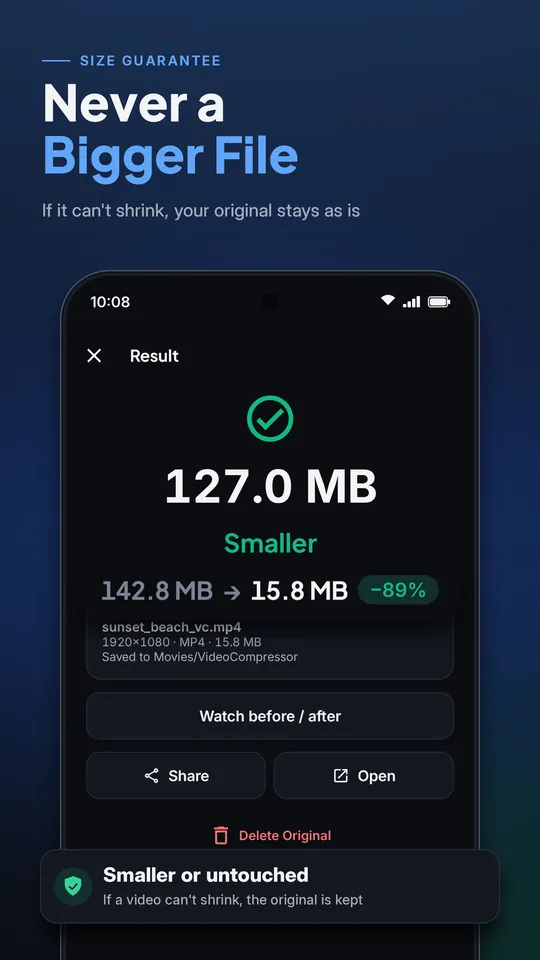 SIZE GUARANTEE
Never a
Bigger File
If it can't shrink, your original stays as is
10:08
Result
127.0 MB
Smaller
142.8 MB → 15.8 MB −89%
sunset_beach_vc.mp4
1920×1080 · MP4 · 15.8 MB
Saved to Movies/VideoCompressor
Watch before / after
Share Open
Delete Original
Smaller or untouched
If a video can't shrink, the original is kept